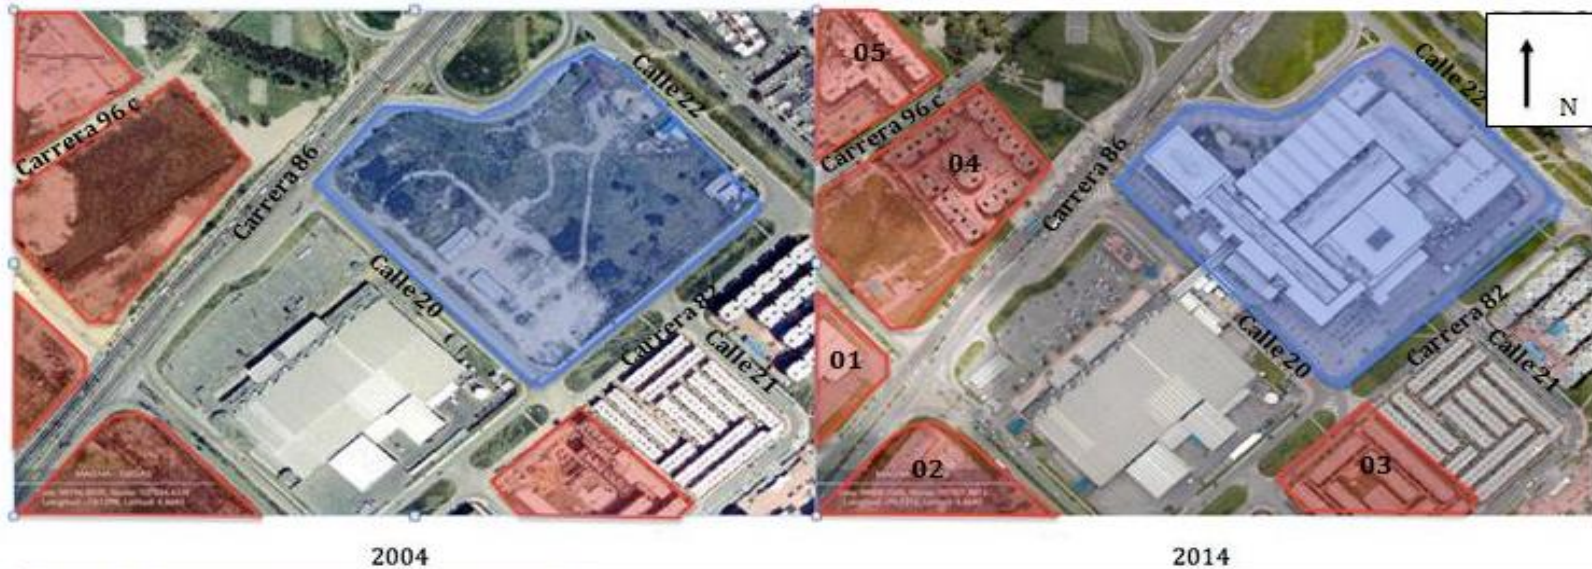 Carrera 96 c
Carrera 86
Calle 22
Calle 20
Carrera 82
Calle 21
2004
05
Carrera 96 c
04
Carrera 86
Calle 22
N
01
02
Calle 20
Carrera 82
Calle 21
03
2014